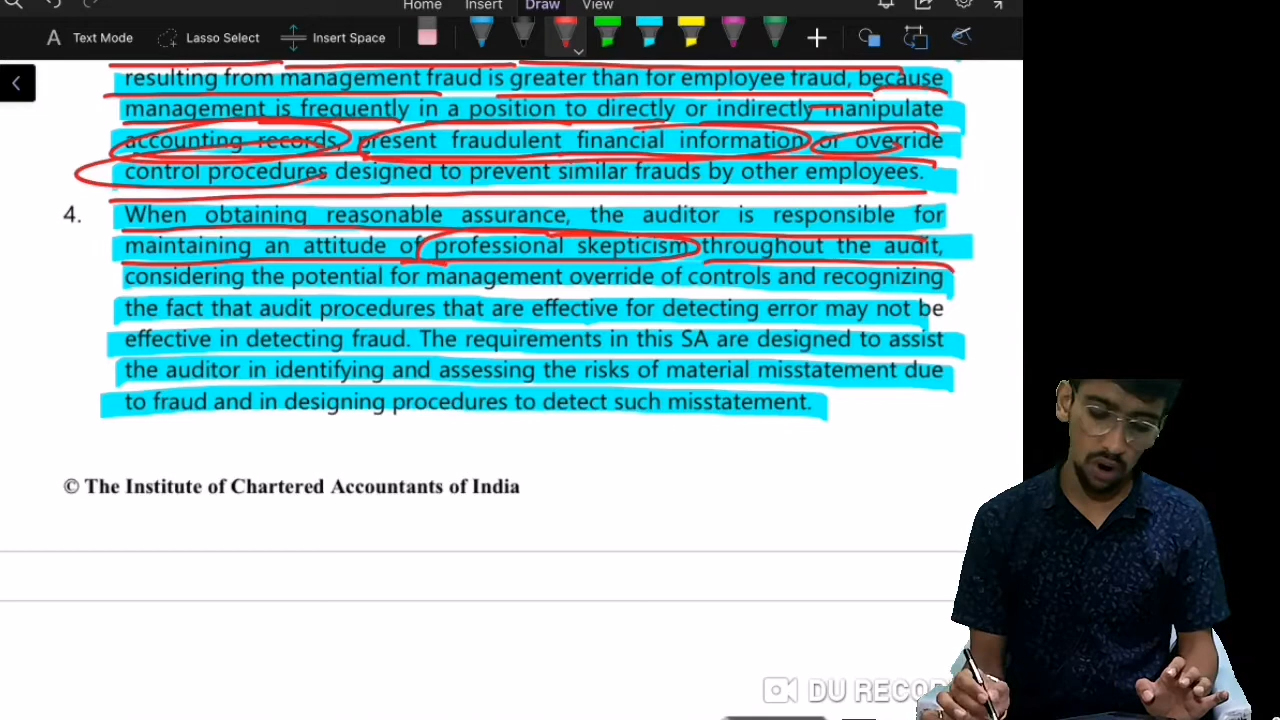 Home Insert Draw View
A Text Mode Lasso Select Insert Space
resulting from management fraud is greater than for employee fraud, because
management is frequently in a position to directly or indirectly manipulate
accounting records, present fraudulent financial information or override
control procedures designed to prevent similar frauds by other employees.
4. When obtaining reasonable assurance, the auditor is responsible for
maintaining an attitude of professional skepticism throughout the audit,
considering the potential for management override of controls and recognizing
the fact that audit procedures that are effective for detecting error may not be
effective in detecting fraud. The requirements in this SA are designed to assist
the auditor in identifying and assessing the risks of material misstatement due
to fraud and in designing procedures to detect such misstatement.
© The Institute of Chartered Accountants of India
DU